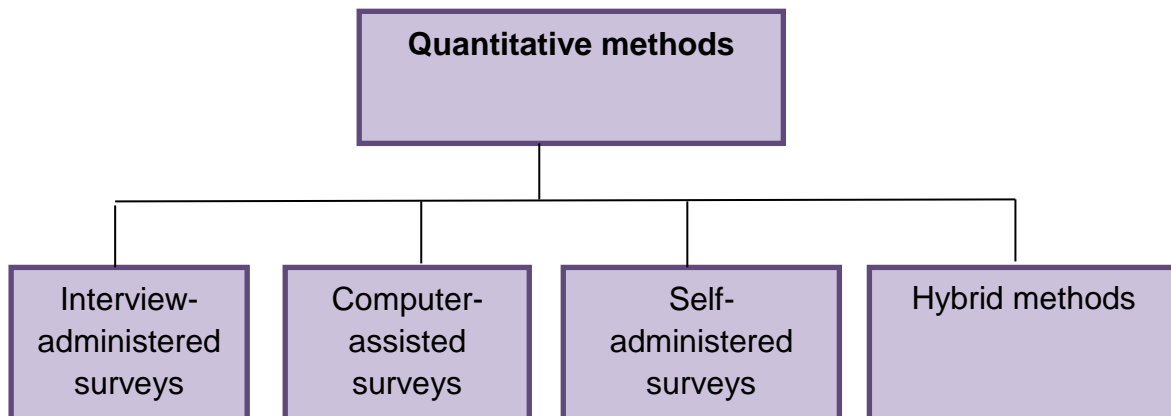 Quantitative methods
Interview-
administered
surveys
Computer-
assisted
surveys
Self-
administered
surveys
Hybrid methods